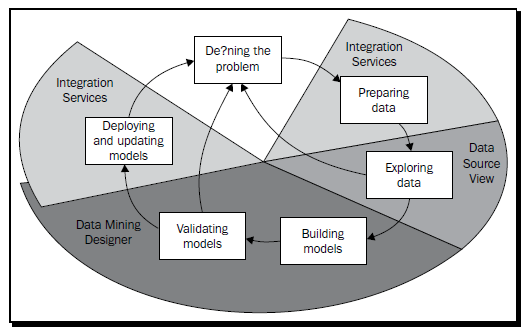 De?ning the
problem
Integration
Services
Preparing
data
Data
Source
View
Exploring
data
Building
models
Validating
models
Data Mining
Designer
Deploying
and updating
models
Integration
Services